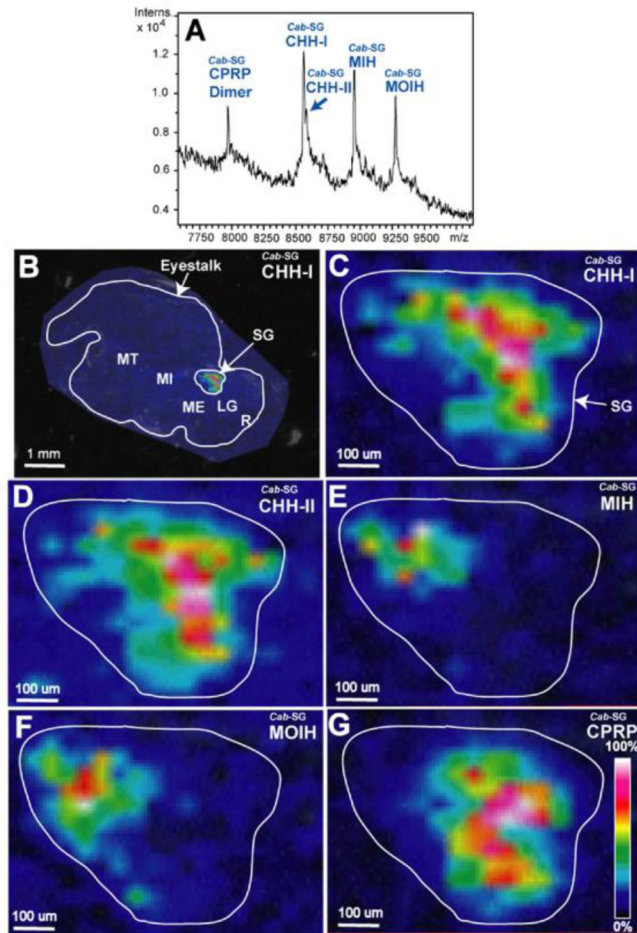 Intens.
x 10⁴
A
Cab-SG
CPRP
Dimer
Cab-SG
CHH-I
Cab-SG
CHH-II
Cab-SG
MIH
Cab-SG
MOIH
1.2
1.0
0.8
0.6
0.4
7750 8000 8250 8500 8750 9000 9250 9500 m/z
B
Eyestalk
Cab-SG
CHH-I
SG
MT
MI
ME
LG
R
1 mm
C
Cab-SG
CHH-I
SG
100 um
D
Cab-SG
CHH-II
100 um
E
Cab-SG
MIH
100 um
F
Cab-SG
MOIH
100 um
G
Cab-SG
CPRP
100%
0%
100 um